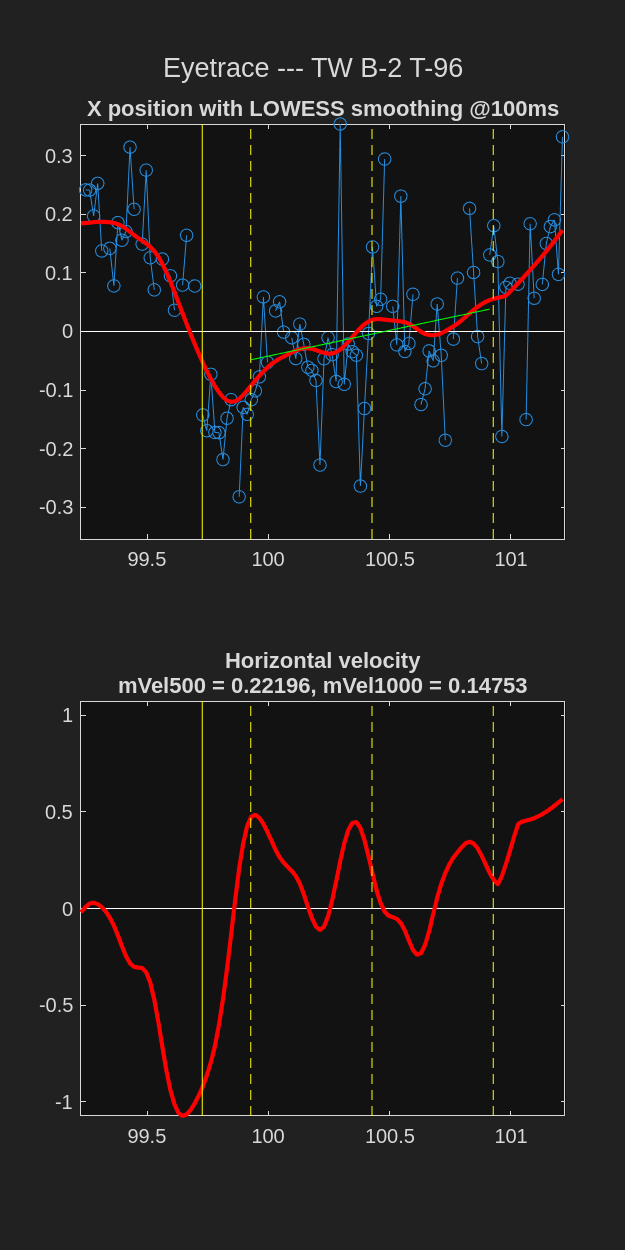 Eyetrace --- TW B-2 T-96
X position with LOWESS smoothing @100ms
0.3
0.2
0.1
0
-0.1
-0.2
-0.3
99.5 100 100.5 101
Horizontal velocity
mVel500 = 0.22196, mVel1000 = 0.14753
1
0.5
0
-0.5
-1
99.5 100 100.5 101